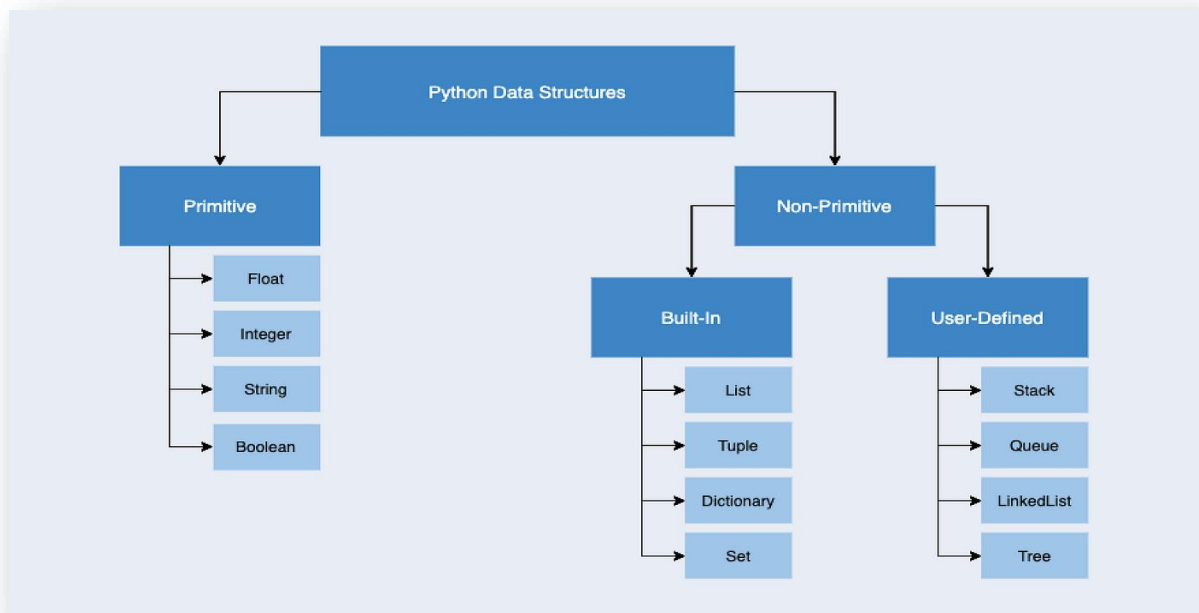 Python Data Structures
Primitive
Float
Integer
String
Boolean
Non-Primitive
Built-In
List
Tuple
Dictionary
Set
User-Defined
Stack
Queue
LinkedList
Tree